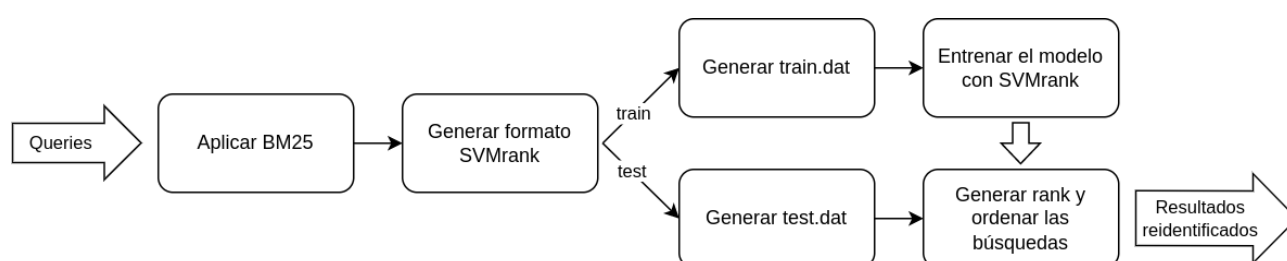 Queries
Aplicar BM25
Generar formato
SVMrank
train
test
Generar train.dat
Entrenar el modelo
con SVMrank
Generar test.dat
Generar rank y
ordenar las
búsquedas
Resultados
reidentificados